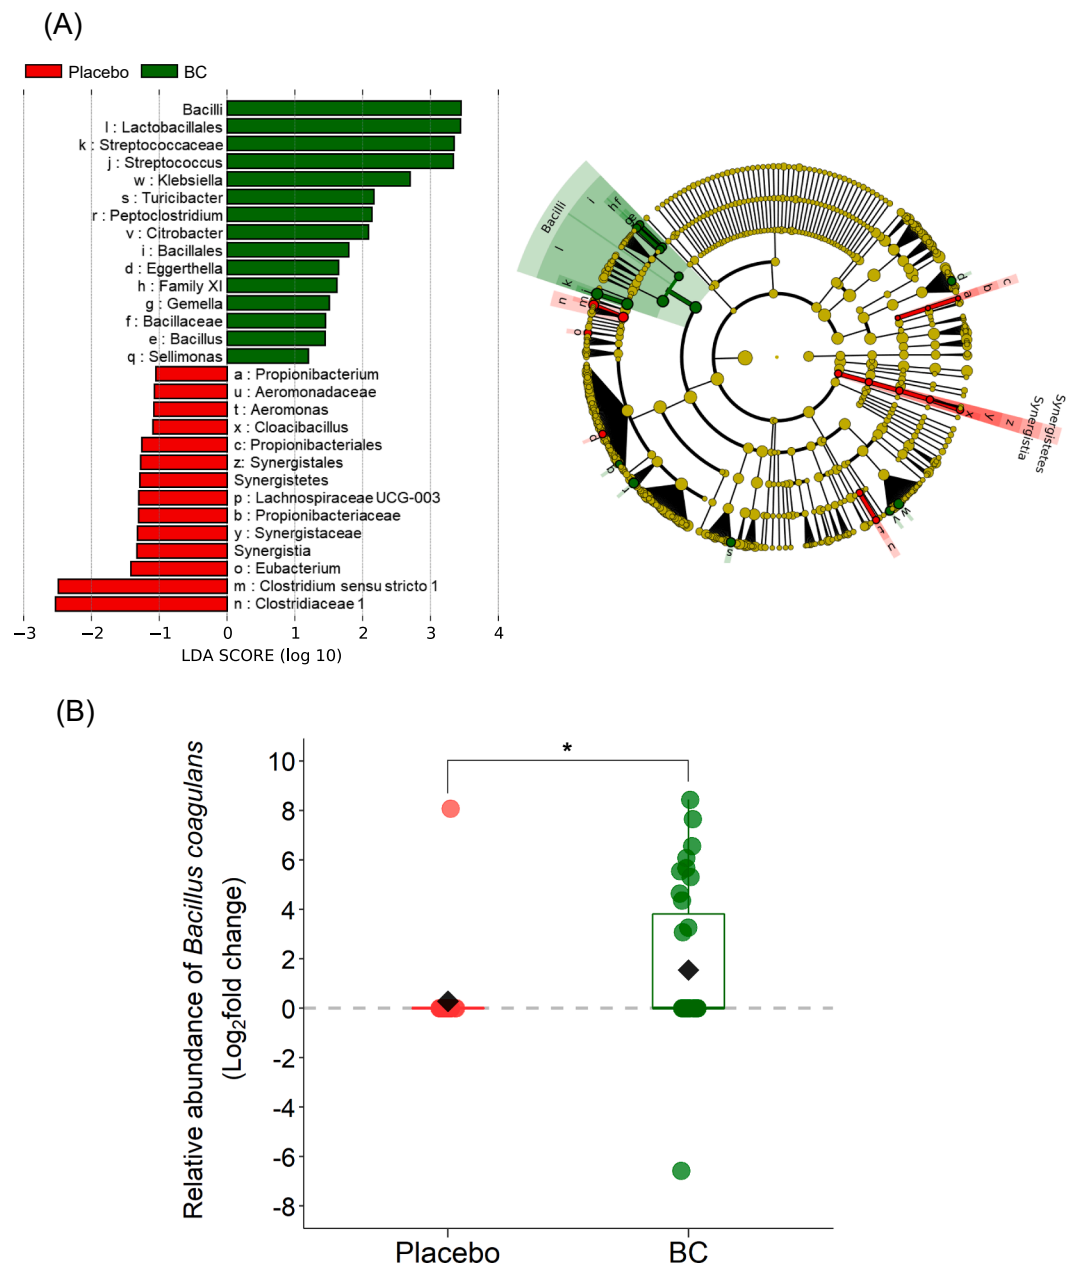 (A)
Placebo
BC
Bacilli
l : Lactobacillales
k : Streptococcaceae
j : Streptococcus
w : Klebsiella
s : Turicibacter
r : Peptoclostridium
v : Citrobacter
i : Bacillales
d : Eggerthella
h : Family XI
g : Gemella
f : Bacillaceae
e : Bacillus
q : Sellimonas
a : Propionibacterium
u : Aeromonadaceae
t : Aeromonas
x : Cloacibacillus
c : Propionibacteriales
z: Synergistales
Synergistetes
p : Lachnospiraceae UCG-003
b : Propionibacteriaceae
y : Synergistaceae
Synergistia
o : Eubacterium
m : Clostridium sensu stricto 1
n : Clostridiaceae 1
−3 −2 −1 0 1 2 3 4
LDA SCORE (log 10)
Bacilli
l
i
h
f
k
m
n
o
p
s
u
v
w
x
y
z
Synergistia
Synergistetes
a
b
c
d
(B)
Relative abundance of Bacillus coagulans
(Log₂fold change)
10
8
6
4
2
0
-2
-4
-6
-8
*
Placebo
BC